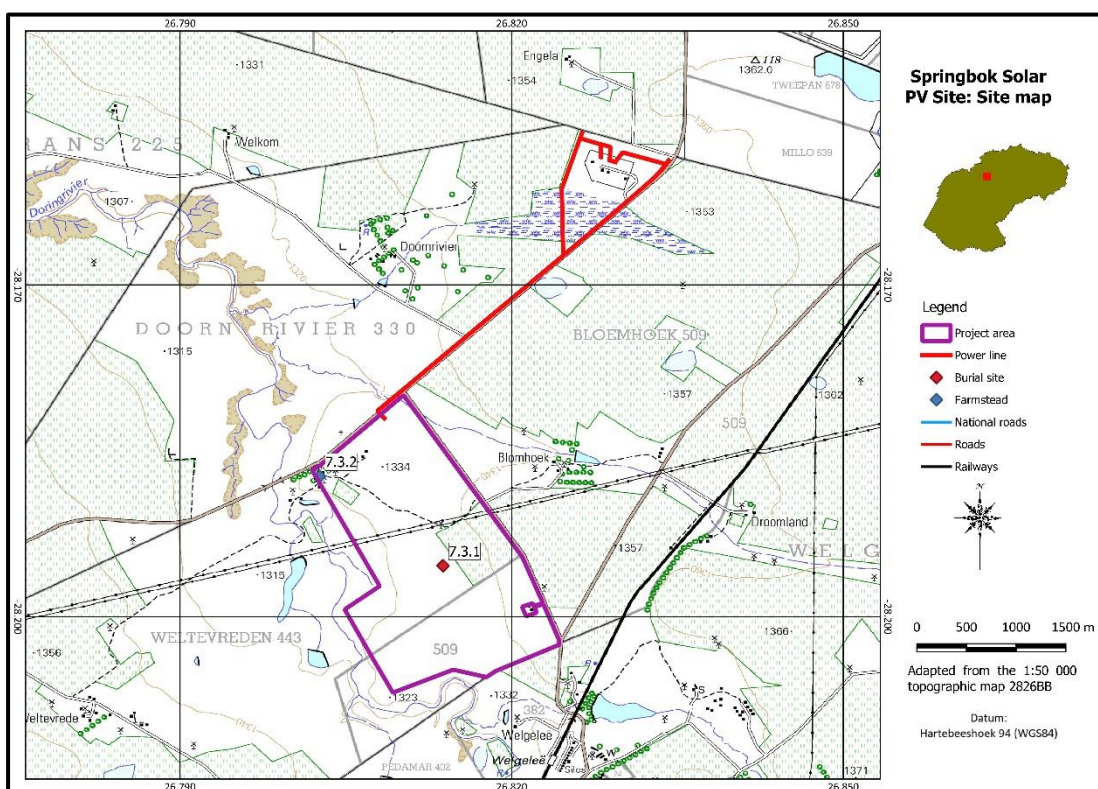 26.790
26.820
26.850
Springbok Solar
PV Site: Site map
Legend
Project area
Power line
Burial site
Farmstead
National roads
Roads
Railways
N
0 500 1000 1500 m
Adapted from the 1:50 000
topographic map 2826BB
Datum:
Hartebeeshoek 94 (WGS84)
1331
Engela
1354
118
1362.0
TWEEPAN 678
RANS 225
Welkom
1360
MILLO 639
Doringrivier
1307
1353
R
Doornrivier
1320
-28.170
-28.170
DOORN RIVIER 330
1315
BLOEMHOEK 509
1357
1362
509
7.3.2
1334
Blomhoek
1340
Droomland
7.3.1
1357
WELG
1315
-28.200
-28.200
WELTEVREDEN 443
509
1366
1356
1323
1332
S
Weltevrede
1340
382
Welgelee
Welgeleë
W
PEDAMAR 402
Silos
1371
26.790
26.820
26.850